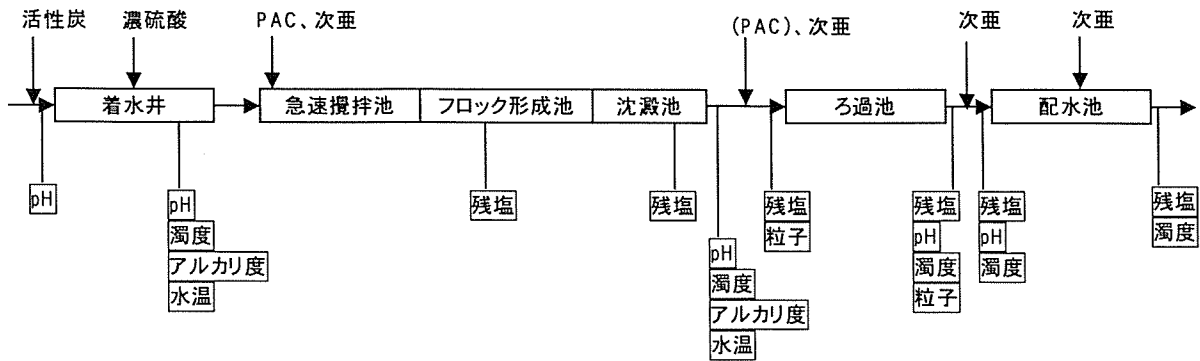 活性炭
濃硫酸
PAC、次亜
(PAC)、次亜
次亜
次亜
着水井
急速攪拌池
フロック形成池
沈澱池
ろ過池
配水池
pH
pH
濁度
アルカリ度
水温
残塩
残塩
pH
濁度
アルカリ度
水温
残塩
粒子
残塩
pH
濁度
粒子
残塩
pH
濁度
残塩
濁度